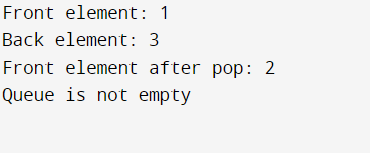 Front element: 1
Back element: 3
Front element after pop: 2
Queue is not empty